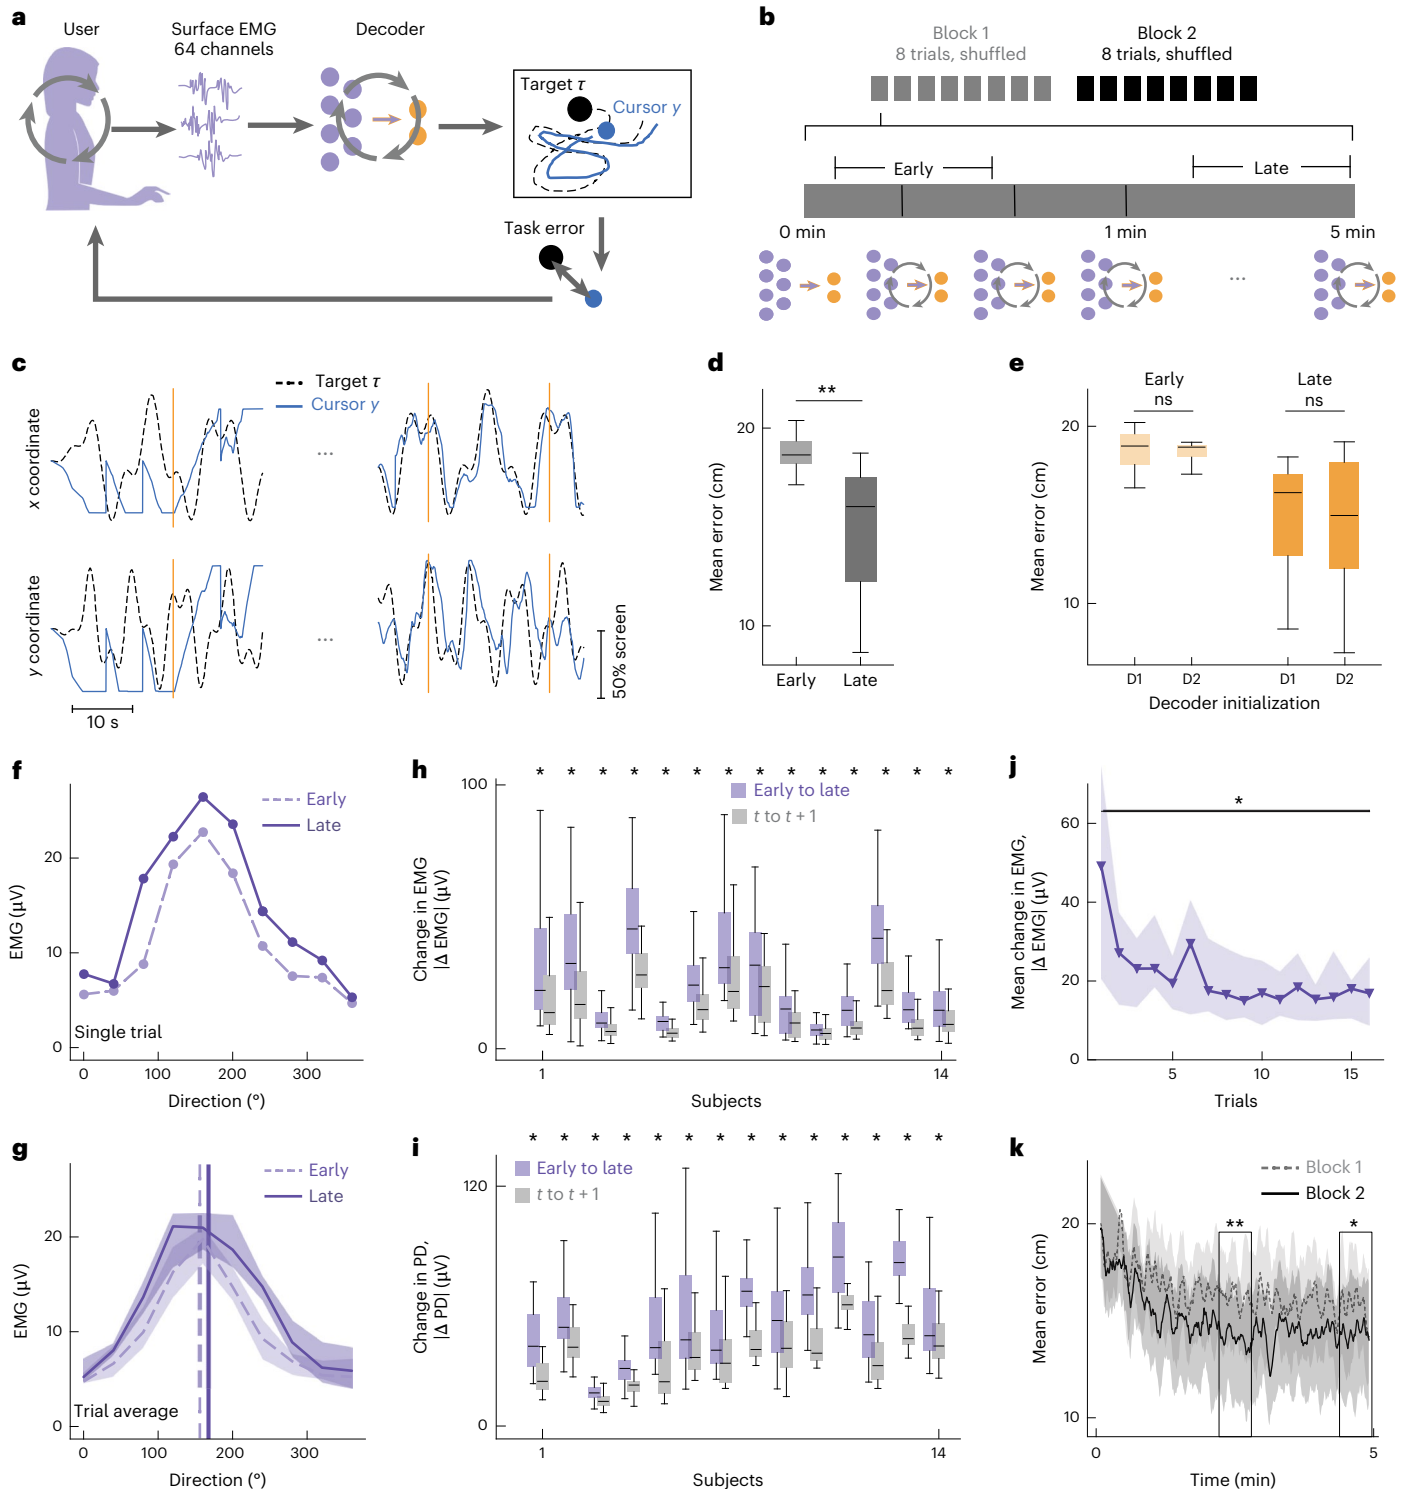 a
User
Surface EMG
64 channels
Decoder
Target τ
Cursor y
Task error
b
Block 1
8 trials, shuffled
Block 2
8 trials, shuffled
Early
Late
0 min
1 min
5 min
...
c
Target τ
Cursor y
x coordinate
...
y coordinate
...
50% screen
10 s
d
**
Mean error (cm)
20
10
Early
Late
e
Early
ns
Late
ns
Mean error (cm)
20
10
D1
D2
D1
D2
Decoder initialization
f
Early
Late
EMG (µV)
20
10
0
Single trial
0
100
200
300
Direction (°)
g
Early
Late
EMG (µV)
20
10
0
Trial average
0
100
200
300
Direction (°)
h
* * * * * * * * * * * * * *
Early to late
t to t + 1
Change in EMG
|Δ EMG| (µV)
100
0
1
14
Subjects
i
* * * * * * * * * * * * * *
Early to late
t to t + 1
Change in PD,
|Δ PD| (µV)
120
0
1
14
Subjects
j
*
Mean change in EMG,
|Δ EMG| (µV)
60
40
20
0
5
10
15
Trials
k
Block 1
Block 2
**
*
Mean error (cm)
20
10
0
5
Time (min)